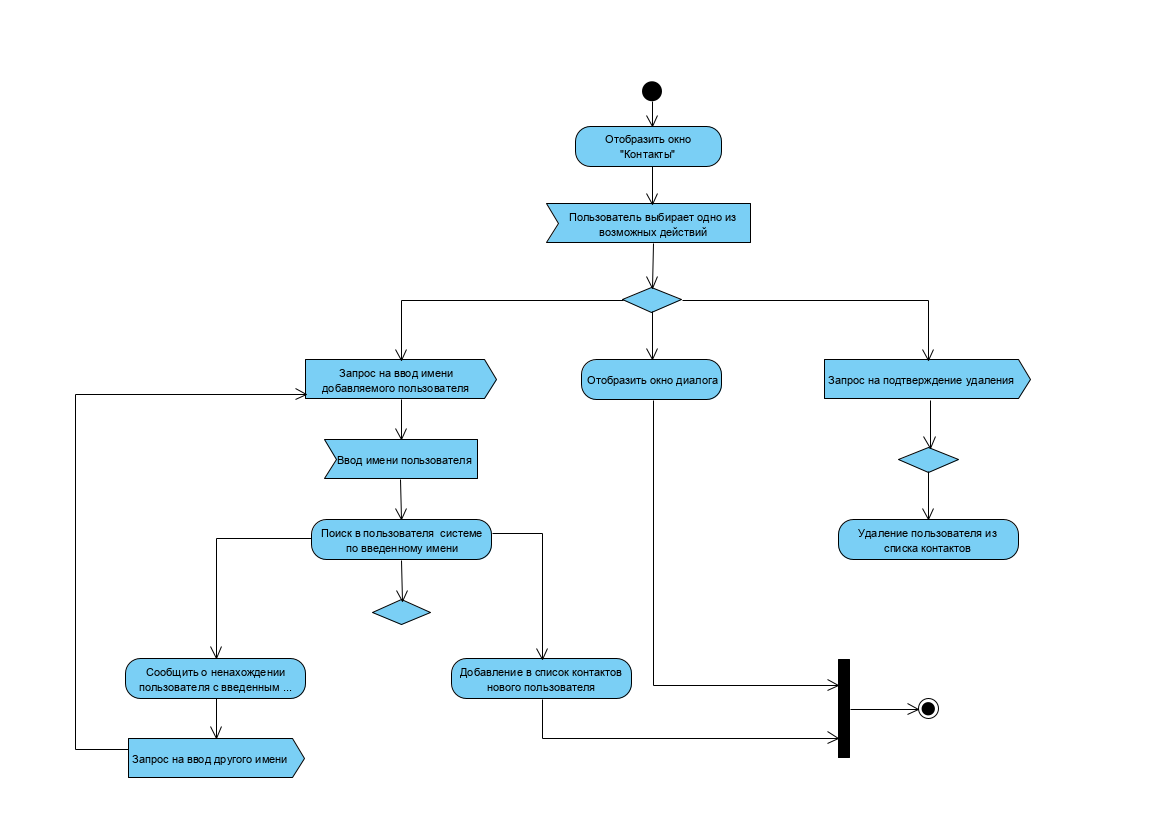 Отобразить окно
"Контакты"
Пользователь выбирает одно из
возможных действий
Запрос на ввод имени
добавляемого пользователя
Отобразить окно диалога
Запрос на подтверждение удаления
Ввод имени пользователя
Поиск в пользователя системе
по введенному имени
Удаление пользователя из
списка контактов
Сообщить о ненахождении
пользователя с введенным ...
Добавление в список контактов
нового пользователя
Запрос на ввод другого имени